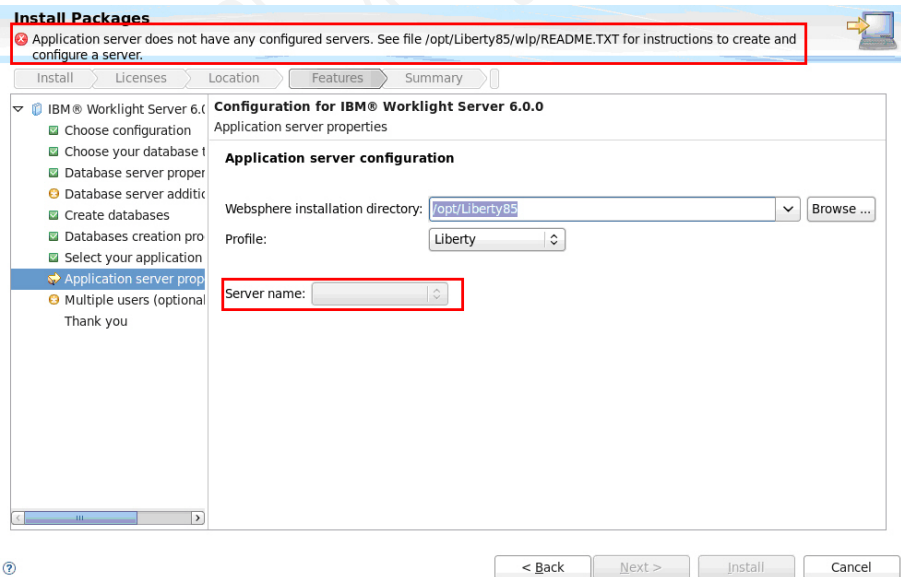 Install Packages
Application server does not have any configured servers. See file /opt/Liberty85/wlp/README.TXT for instructions to create and
configure a server.
Install Licenses Location Features Summary
IBM® Worklight Server 6.(
Choose configuration
Choose your database t
Database server proper
Database server additic
Create databases
Databases creation pro
Select your application
Application server prop
Multiple users (optional
Thank you
Configuration for IBM® Worklight Server 6.0.0
Application server properties
Application server configuration
Websphere installation directory: /opt/Liberty85 Browse ...
Profile: Liberty
Server name:
? < Back Next > Install Cancel